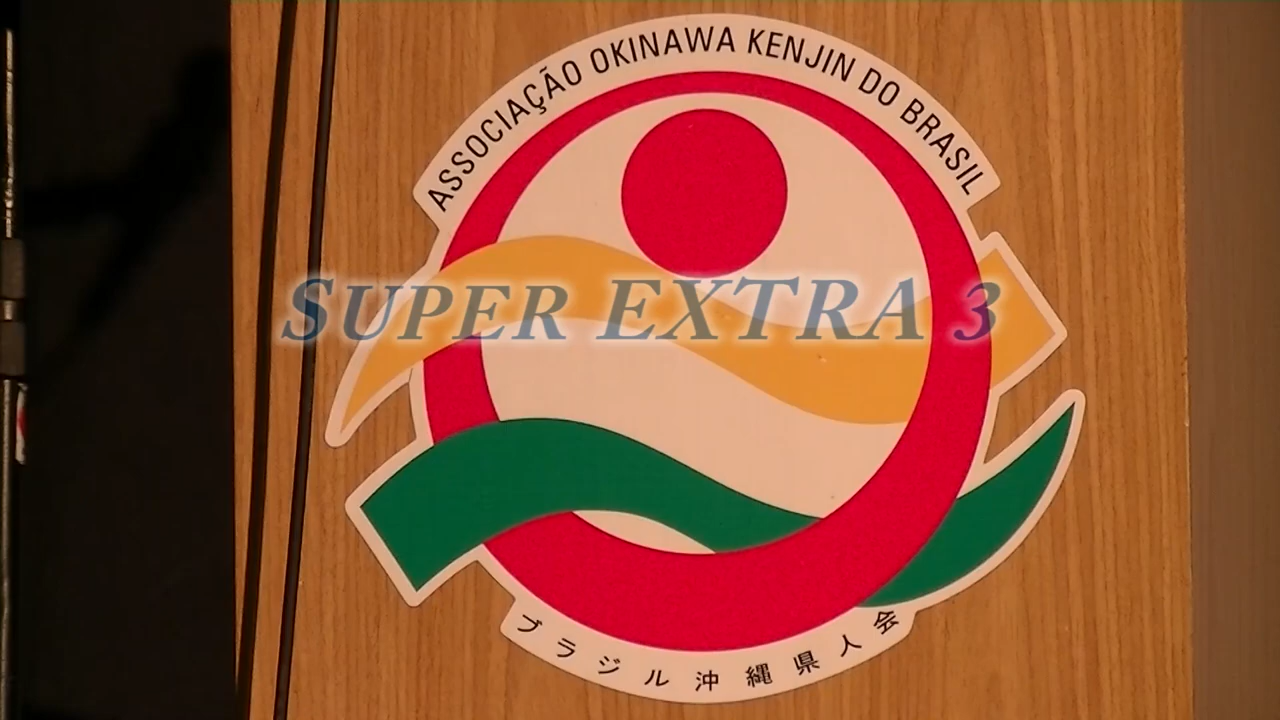 ASSOCIAÇÃO OKINAWA KENJIN DO BRASIL
SUPER EXTRA 3
ブラジル沖縄県人会